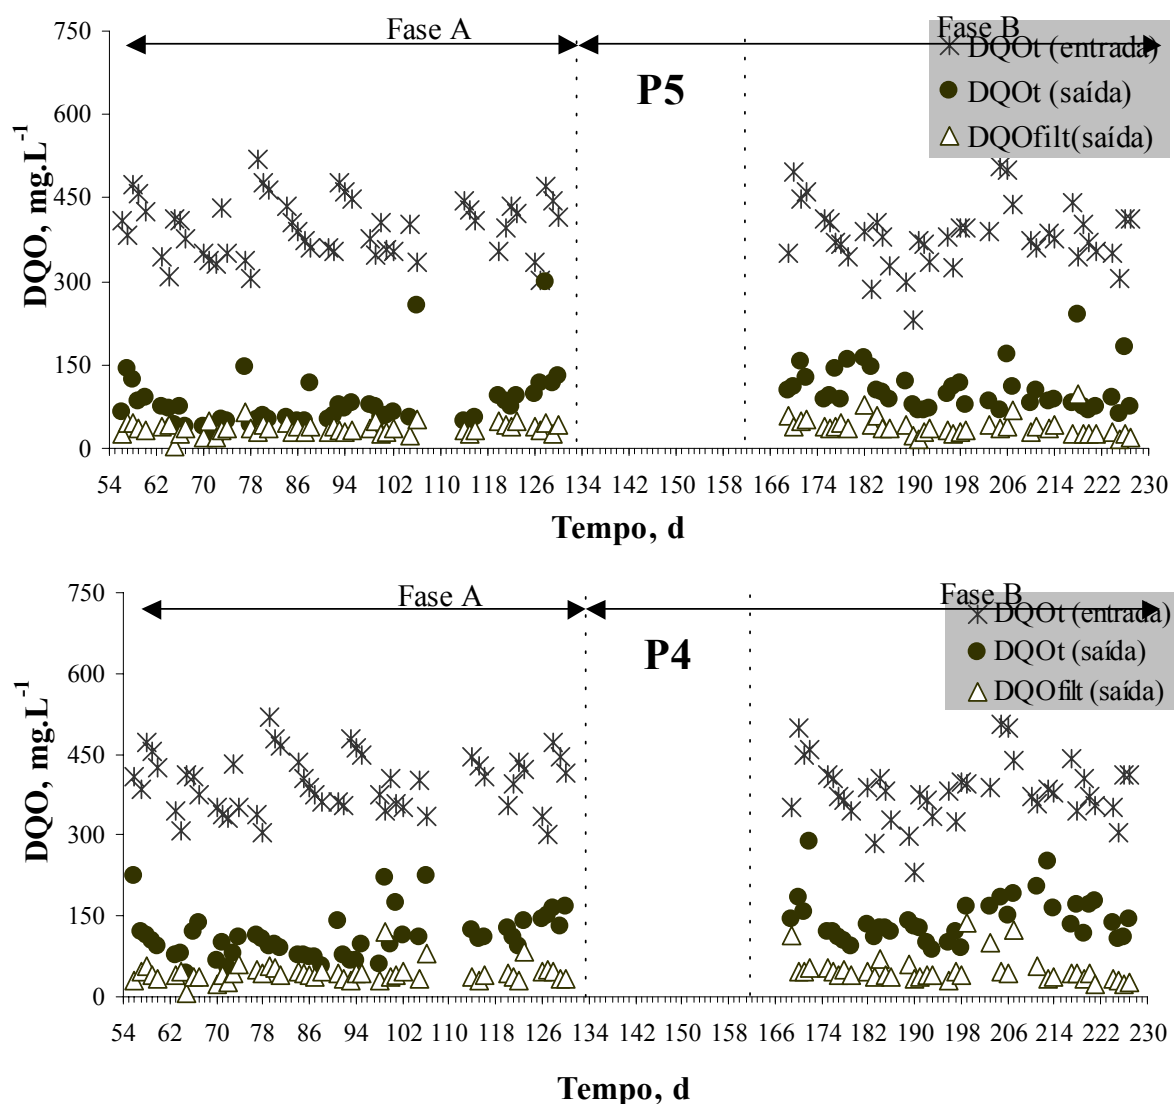 Fase A
Fase B
750
600
450
300
150
0
DQO, mg.L-1
P5
DQOt (entrada)
DQOt (saída)
DQOfilt(saída)
54 62 70 78 86 94 102 110 118 126 134 142 150 158 166 174 182 190 198 206 214 222 230
Tempo, d
Fase A
Fase B
750
600
450
300
150
0
DQO, mg.L-1
P4
DQOt (entrada)
DQOt (saída)
DQOfilt (saída)
54 62 70 78 86 94 102 110 118 126 134 142 150 158 166 174 182 190 198 206 214 222 230
Tempo, d